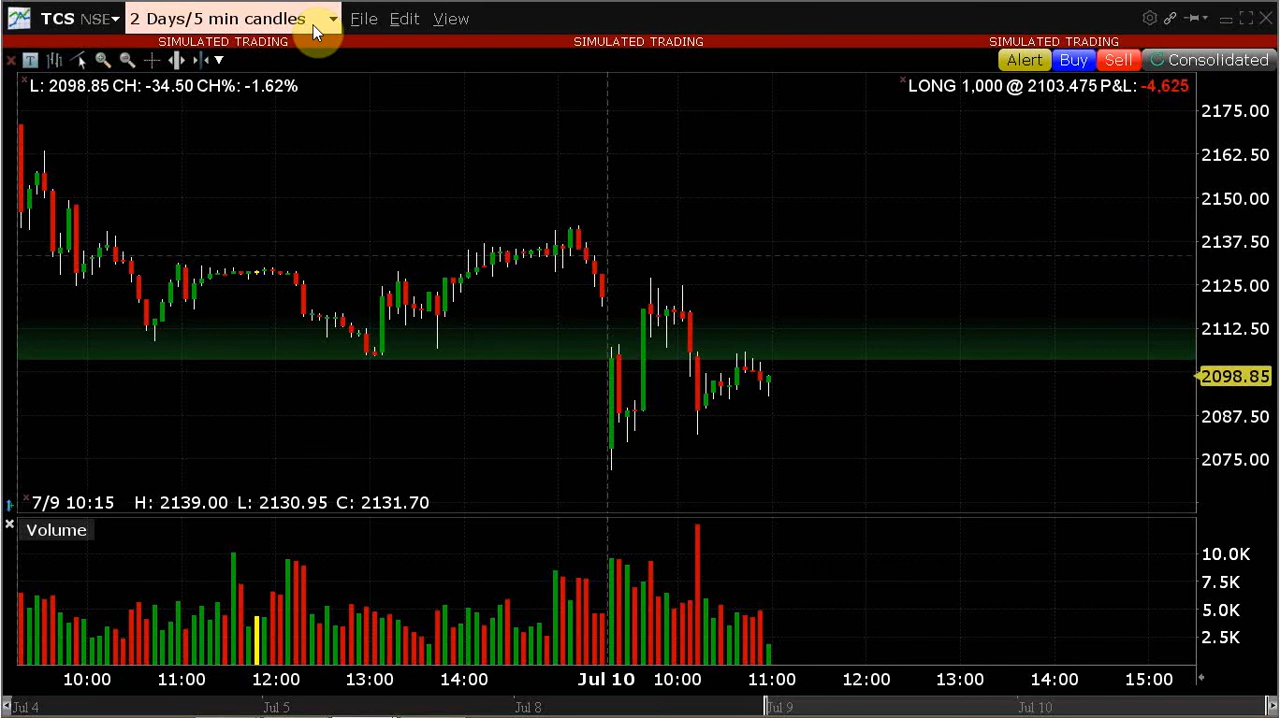 TCS NSE 2 Days/5 min candles File Edit View
SIMULATED TRADING SIMULATED TRADING SIMULATED TRADING
T Alert Buy Sell Consolidated
L: 2098.85 CH: -34.50 CH%: -1.62% LONG 1,000 @ 2103.475 P&L: -4,625
2175.00
2162.50
2150.00
2137.50
2125.00
2112.50
2098.85
2087.50
2075.00
7/9 10:15 H: 2139.00 L: 2130.95 C: 2131.70
Volume
10.0K
7.5K
5.0K
2.5K
10:00 11:00 12:00 13:00 14:00 Jul 10 10:00 11:00 12:00 13:00 14:00 15:00
Jul 4 Jul 5 Jul 8 Jul 9 Jul 10